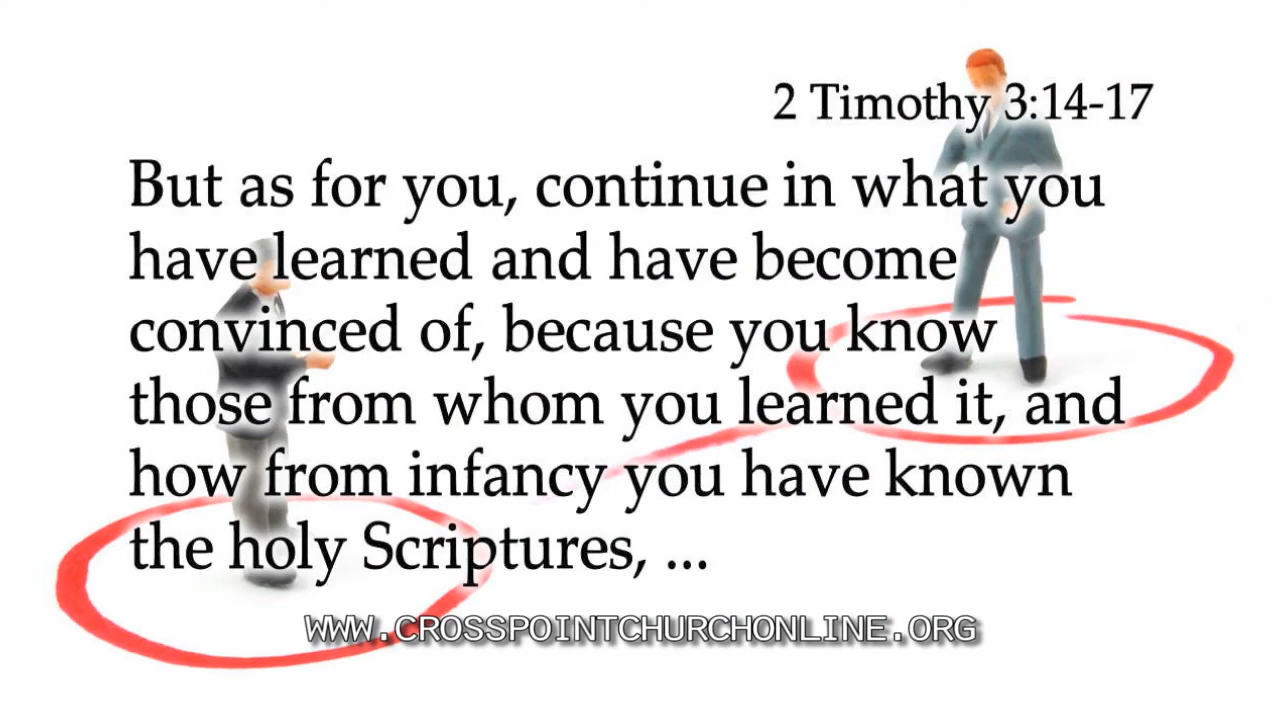 2 Timothy 3:14-17
But as for you, continue in what you
have learned and have become
convinced of, because you know
those from whom you learned it, and
how from infancy you have known
the holy Scriptures, ...
WWW.CROSSPOINTCHURCHONLINE.ORG